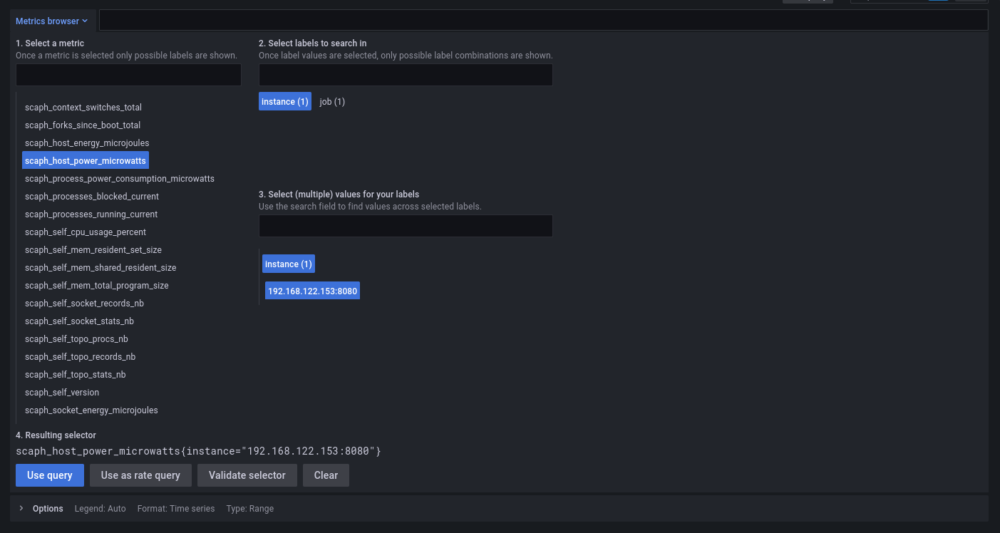 Metrics browser
1. Select a metric
Once a metric is selected only possible labels are shown.
scaph_context_switches_total
scaph_forks_since_boot_total
scaph_host_energy_microjoules
scaph_host_power_microwatts
scaph_process_power_consumption_microwatts
scaph_processes_blocked_current
scaph_processes_running_current
scaph_self_cpu_usage_percent
scaph_self_mem_resident_set_size
scaph_self_mem_shared_resident_size
scaph_self_mem_total_program_size
scaph_self_socket_records_nb
scaph_self_socket_stats_nb
scaph_self_topo_procs_nb
scaph_self_topo_records_nb
scaph_self_topo_stats_nb
scaph_self_version
scaph_socket_energy_microjoules
2. Select labels to search in
Once label values are selected, only possible label combinations are shown.
instance (1) job (1)
3. Select (multiple) values for your labels
Use the search field to find values across selected labels.
instance (1)
192.168.122.153:8080
4. Resulting selector
scaph_host_power_microwatts{instance="192.168.122.153:8080"}
Use query Use as rate query Validate selector Clear
Options Legend: Auto Format: Time series Type: Range